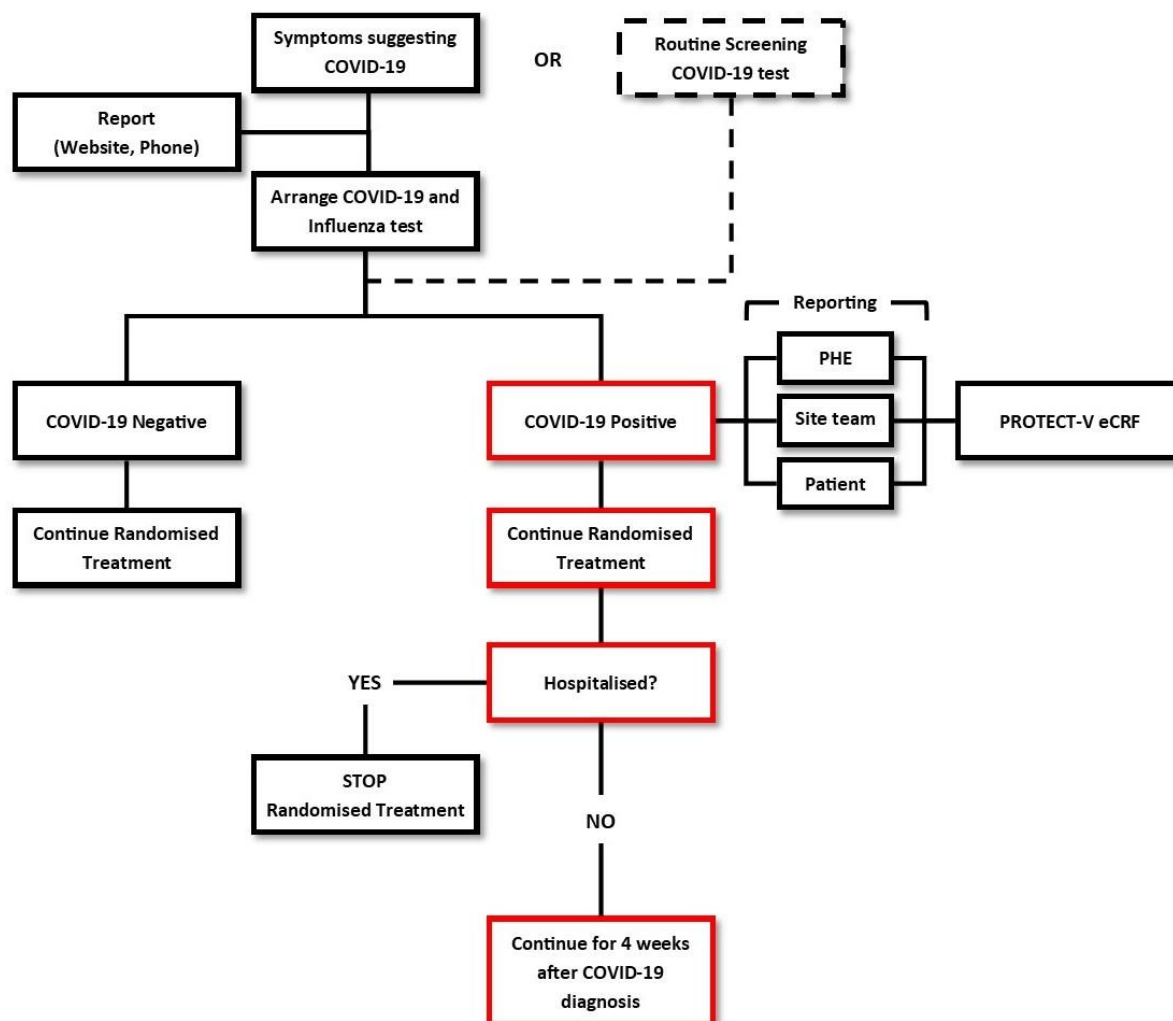 Symptoms suggesting
COVID-19
OR
Routine Screening
COVID-19 test
Report
(Website, Phone)
Arrange COVID-19 and
Influenza test
Reporting
PHE
COVID-19 Negative
COVID-19 Positive
Site team
PROTECT-V eCRF
Patient
Continue Randomised
Treatment
Continue Randomised
Treatment
YES
Hospitalised?
STOP
Randomised Treatment
NO
Continue for 4 weeks
after COVID-19
diagnosis